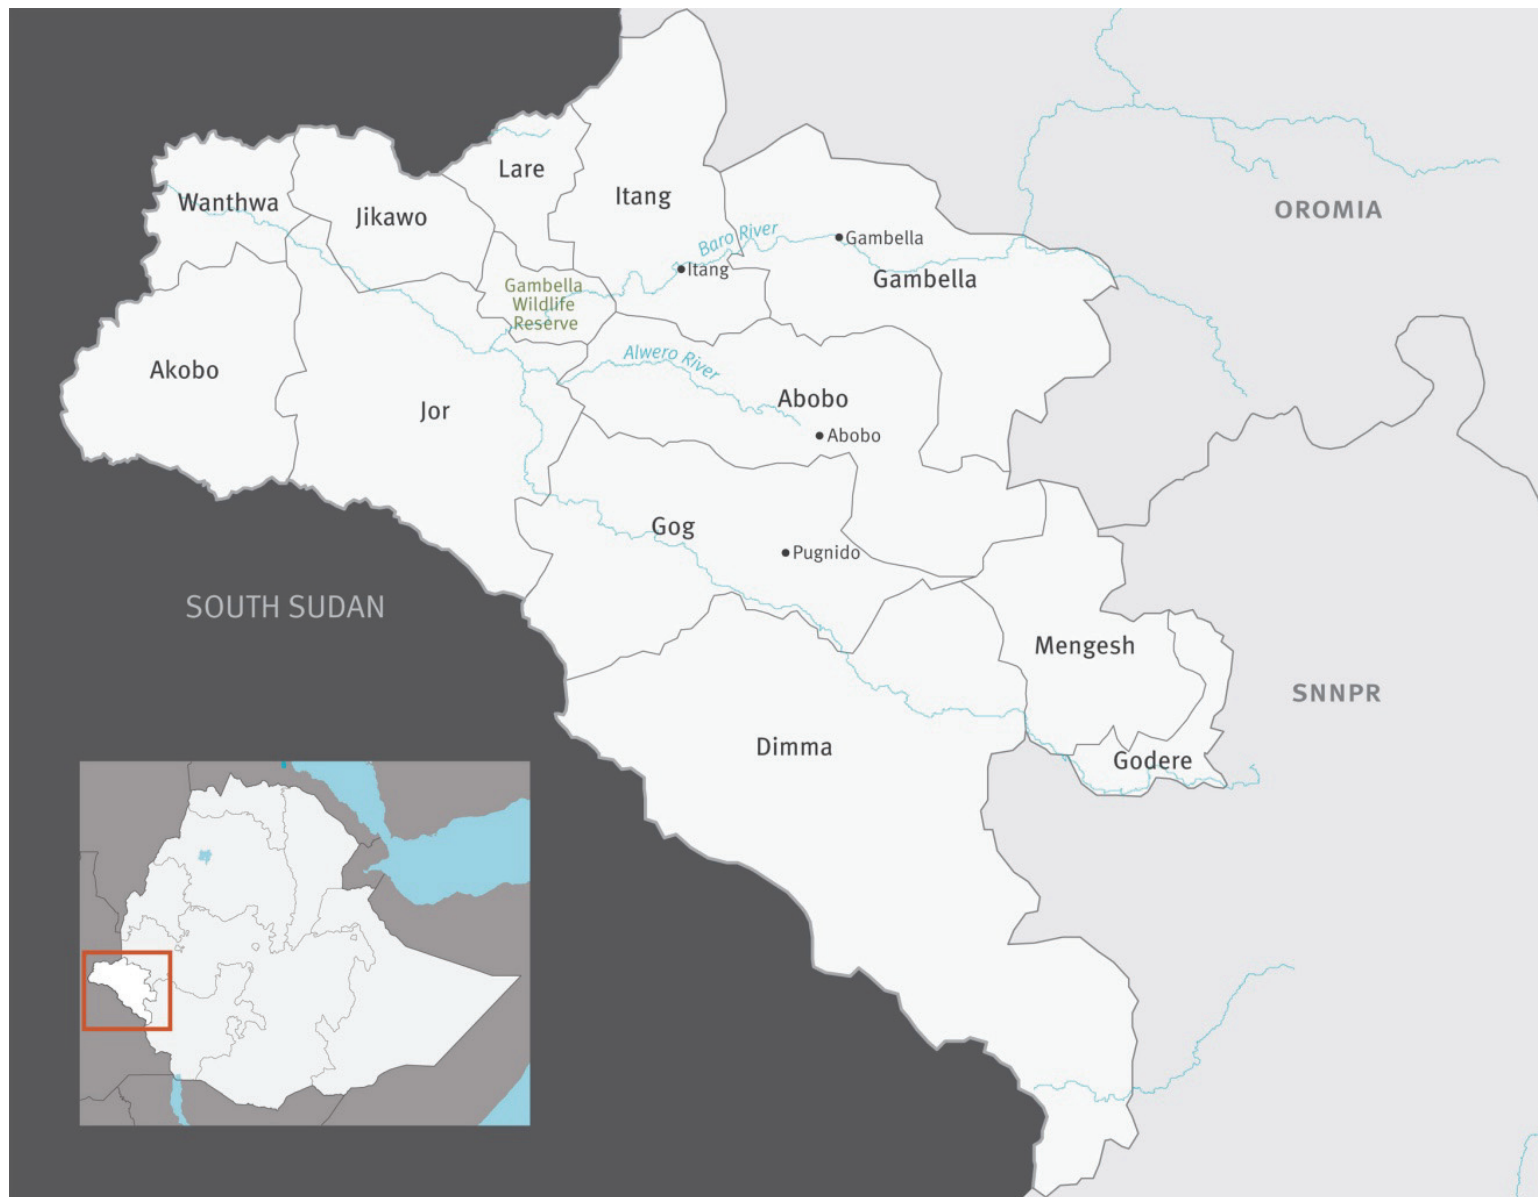 Lare
Itang
Wanthwa
Jikawo
OROMIA
Baro River
Gambella
Itang
Gambella
Gambella
Wildlife
Reserve
Alwero River
Akobo
Abobo
Jor
Abobo
Gog
Pugnido
SOUTH SUDAN
Mengesh
SNNPR
Dimma
Godere